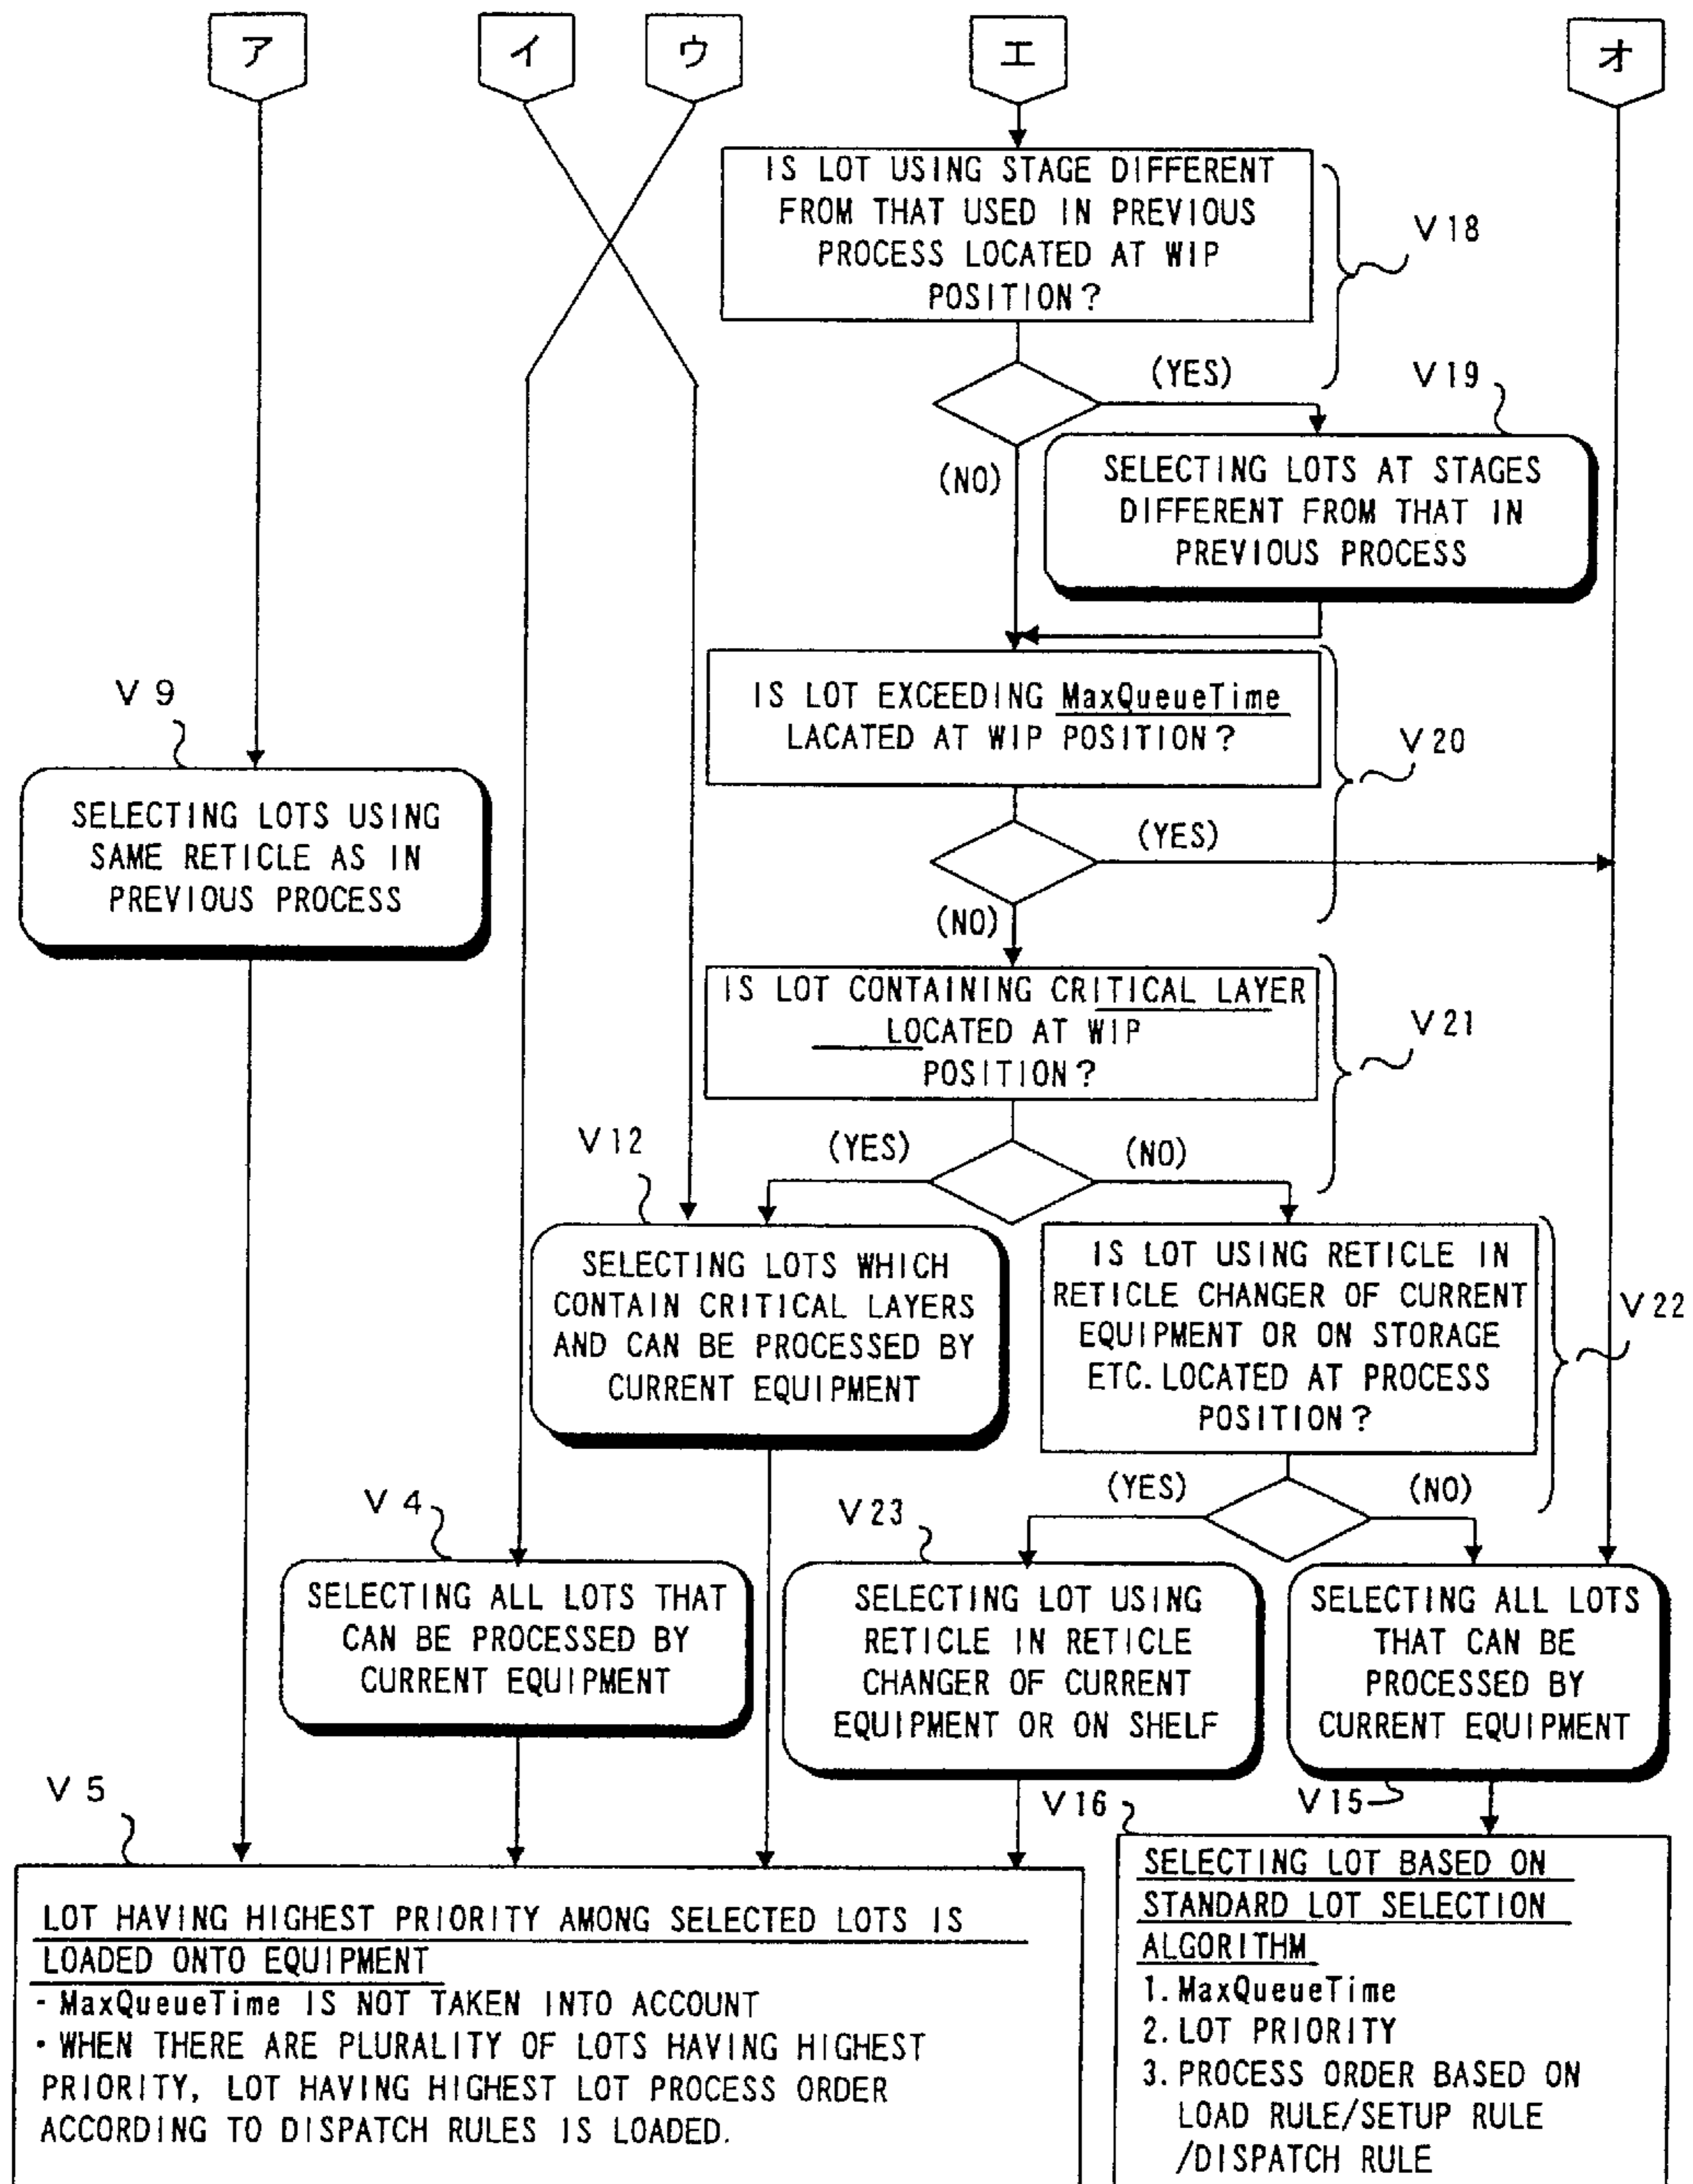 ア
イ
ウ
エ
オ
IS LOT USING STAGE DIFFERENT
FROM THAT USED IN PREVIOUS
PROCESS LOCATED AT WIP
POSITION?
V18
(YES)
V19
(NO)
SELECTING LOTS AT STAGES
DIFFERENT FROM THAT IN
PREVIOUS PROCESS
IS LOT EXCEEDING MaxQueueTime
LACATED AT WIP POSITION?
V20
(YES)
(NO)
V 9
SELECTING LOTS USING
SAME RETICLE AS IN
PREVIOUS PROCESS
IS LOT CONTAINING CRITICAL LAYER
LOCATED AT WIP
POSITION?
V21
(YES)
(NO)
V12
SELECTING LOTS WHICH
CONTAIN CRITICAL LAYERS
AND CAN BE PROCESSED BY
CURRENT EQUIPMENT
IS LOT USING RETICLE IN
RETICLE CHANGER OF CURRENT
EQUIPMENT OR ON STORAGE
ETC. LOCATED AT PROCESS
POSITION?
V22
(YES)
(NO)
V 4
SELECTING ALL LOTS THAT
CAN BE PROCESSED BY
CURRENT EQUIPMENT
V23
SELECTING LOT USING
RETICLE IN RETICLE
CHANGER OF CURRENT
EQUIPMENT OR ON SHELF
SELECTING ALL LOTS
THAT CAN BE
PROCESSED BY
CURRENT EQUIPMENT
V15
V 5
LOT HAVING HIGHEST PRIORITY AMONG SELECTED LOTS IS
LOADED ONTO EQUIPMENT
- MaxQueueTime IS NOT TAKEN INTO ACCOUNT
・WHEN THERE ARE PLURALITY OF LOTS HAVING HIGHEST
PRIORITY, LOT HAVING HIGHEST LOT PROCESS ORDER
ACCORDING TO DISPATCH RULES IS LOADED.
V16
SELECTING LOT BASED ON
STANDARD LOT SELECTION
ALGORITHM
1. MaxQueueTime
2. LOT PRIORITY
3. PROCESS ORDER BASED ON
LOAD RULE/SETUP RULE
/DISPATCH RULE